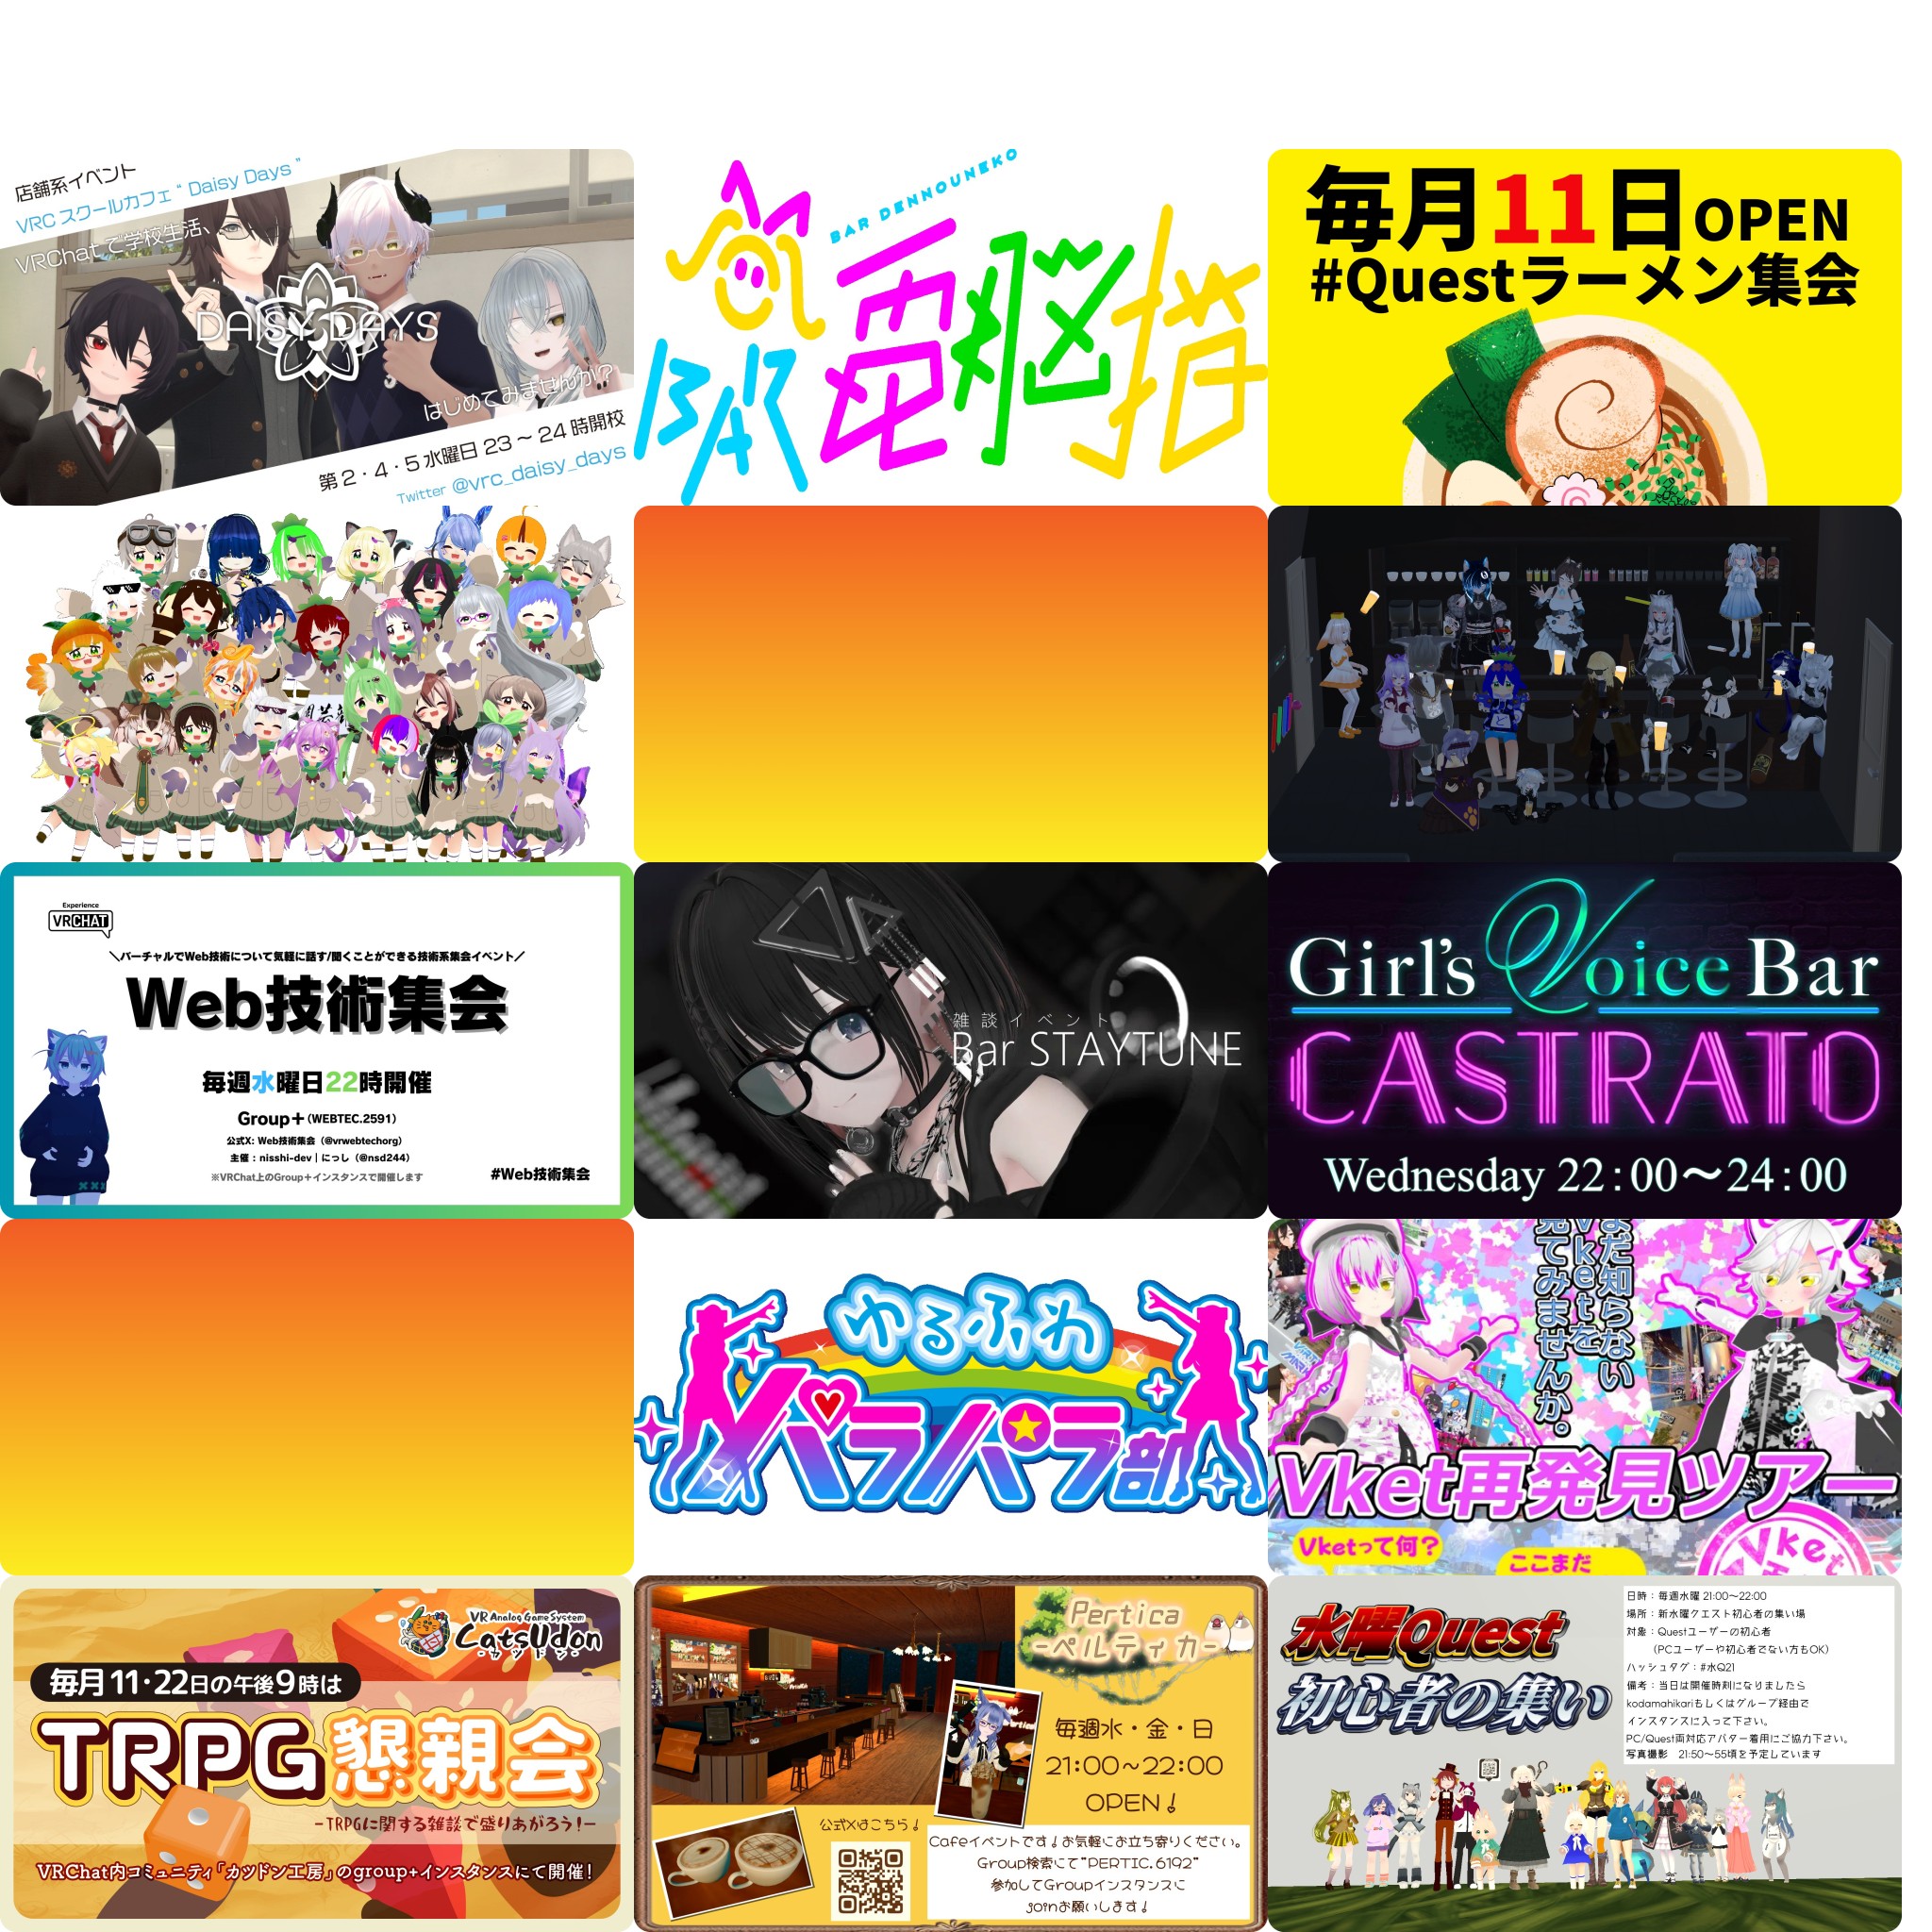 店舗系イベント
VRC スクールカフェ “ Daisy Days ”
VRChat で学校生活、
DAISY DAYS
はじめてみませんか?
第 2・4・5 水曜日 23 ~ 24 時開校
Twitter @vrc_daisy_days
BAR DENNOUNEKO
BAR 電脳猫
毎月11日OPEN
#Questラーメン集会
Experience
VRCHAT
\バーチャルでWeb技術について気軽に話す/聞くことができる技術系集会イベント/
Web技術集会
毎週水曜日22時開催
Group+(WEBTEC.2591)
公式X: Web技術集会(@vrwebtechorg)
主催 : nisshi-dev | にっし(@nsd244)
※VRChat上のGroup+インスタンスで開催します
#Web技術集会
雑談イベント
Bar STAYTUNE
Girl's Voice Bar
CASTRATO
Wednesday 22:00〜24:00
ゆるふわ
パラパラ部
まだ知らない
Vketを
見てみませんか。
Vket再発見ツアー
Vketって何?
ここまだ
Vket
VR Analog Game System
CatsUdon
-カツドン-
毎月11・22日の午後9時は
TRPG懇親会
-TRPGに関する雑談で盛りあがろう!-
VRChat内コミュニティ「カツドン工房」のgroup+インスタンスにて開催!
Pertica
-ペルティカ-
毎週水・金・日
21:00~22:00
OPEN!
公式Xはこちら!
Cafeイベントです!お気軽にお立ち寄りください。
Group検索にて"PERTIC.6192"
参加してGroupインスタンスに
joinお願いします!
水曜Quest
初心者の集い
日時:毎週水曜 21:00~22:00
場所:新水曜クエスト初心者の集い場
対象:Questユーザーの初心者
(PCユーザーや初心者でない方もOK)
ハッシュタグ:#水Q21
備考:当日は開催時刻になりましたら
kodamahikariもしくはグループ経由で
インスタンスに入って下さい。
PC/Quest両対応アバター着用にご協力下さい。
写真撮影 21:50~55頃を予定しています